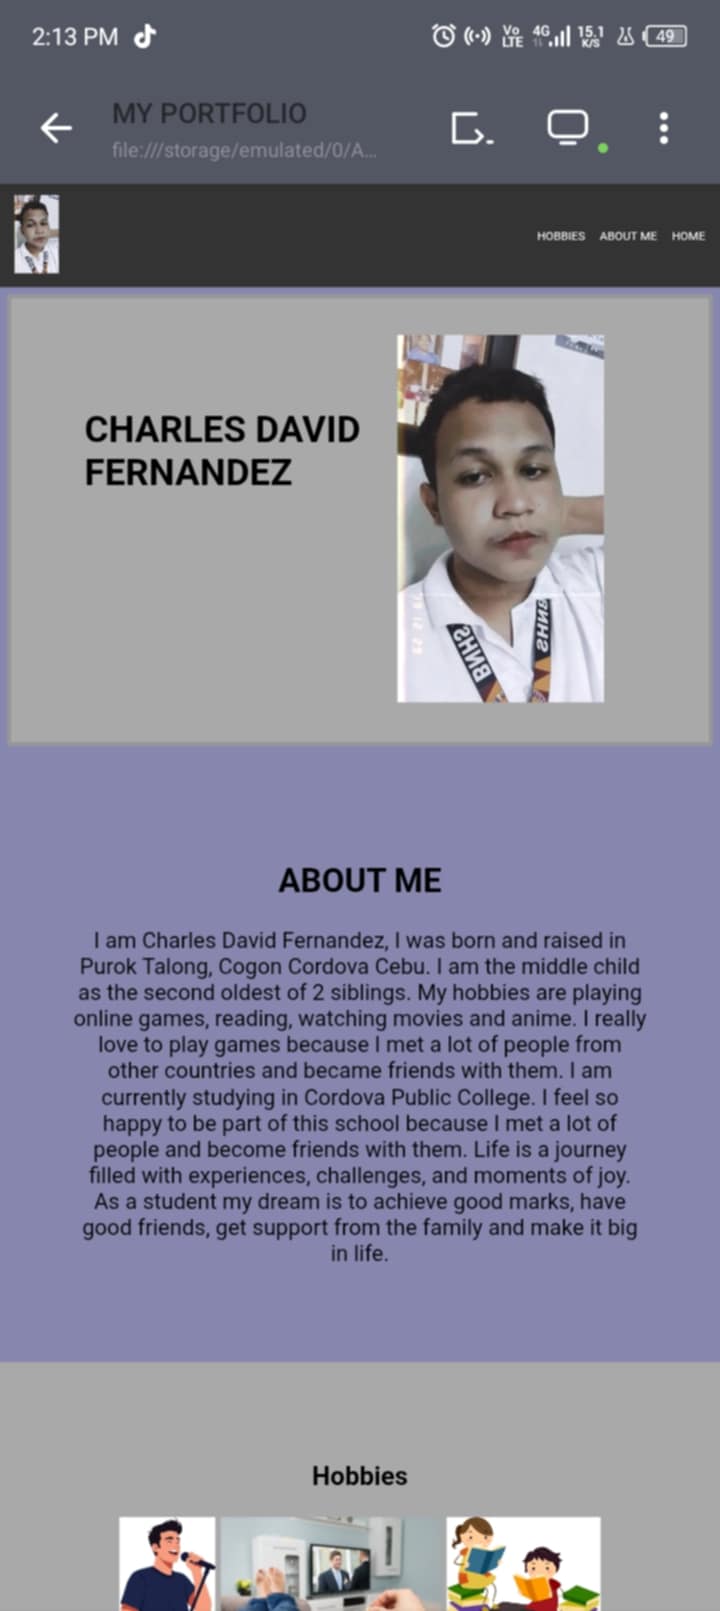 2:13 PM
Vo LTE 4G 15.1 K/S 49
MY PORTFOLIO
file:///storage/emulated/0/A...
HOBBIES ABOUT ME HOME
CHARLES DAVID
FERNANDEZ
BNHS
BNHS
ABOUT ME
I am Charles David Fernandez, I was born and raised in
Purok Talong, Cogon Cordova Cebu. I am the middle child
as the second oldest of 2 siblings. My hobbies are playing
online games, reading, watching movies and anime. I really
love to play games because I met a lot of people from
other countries and became friends with them. I am
currently studying in Cordova Public College. I feel so
happy to be part of this school because I met a lot of
people and become friends with them. Life is a journey
filled with experiences, challenges, and moments of joy.
As a student my dream is to achieve good marks, have
good friends, get support from the family and make it big
in life.
Hobbies